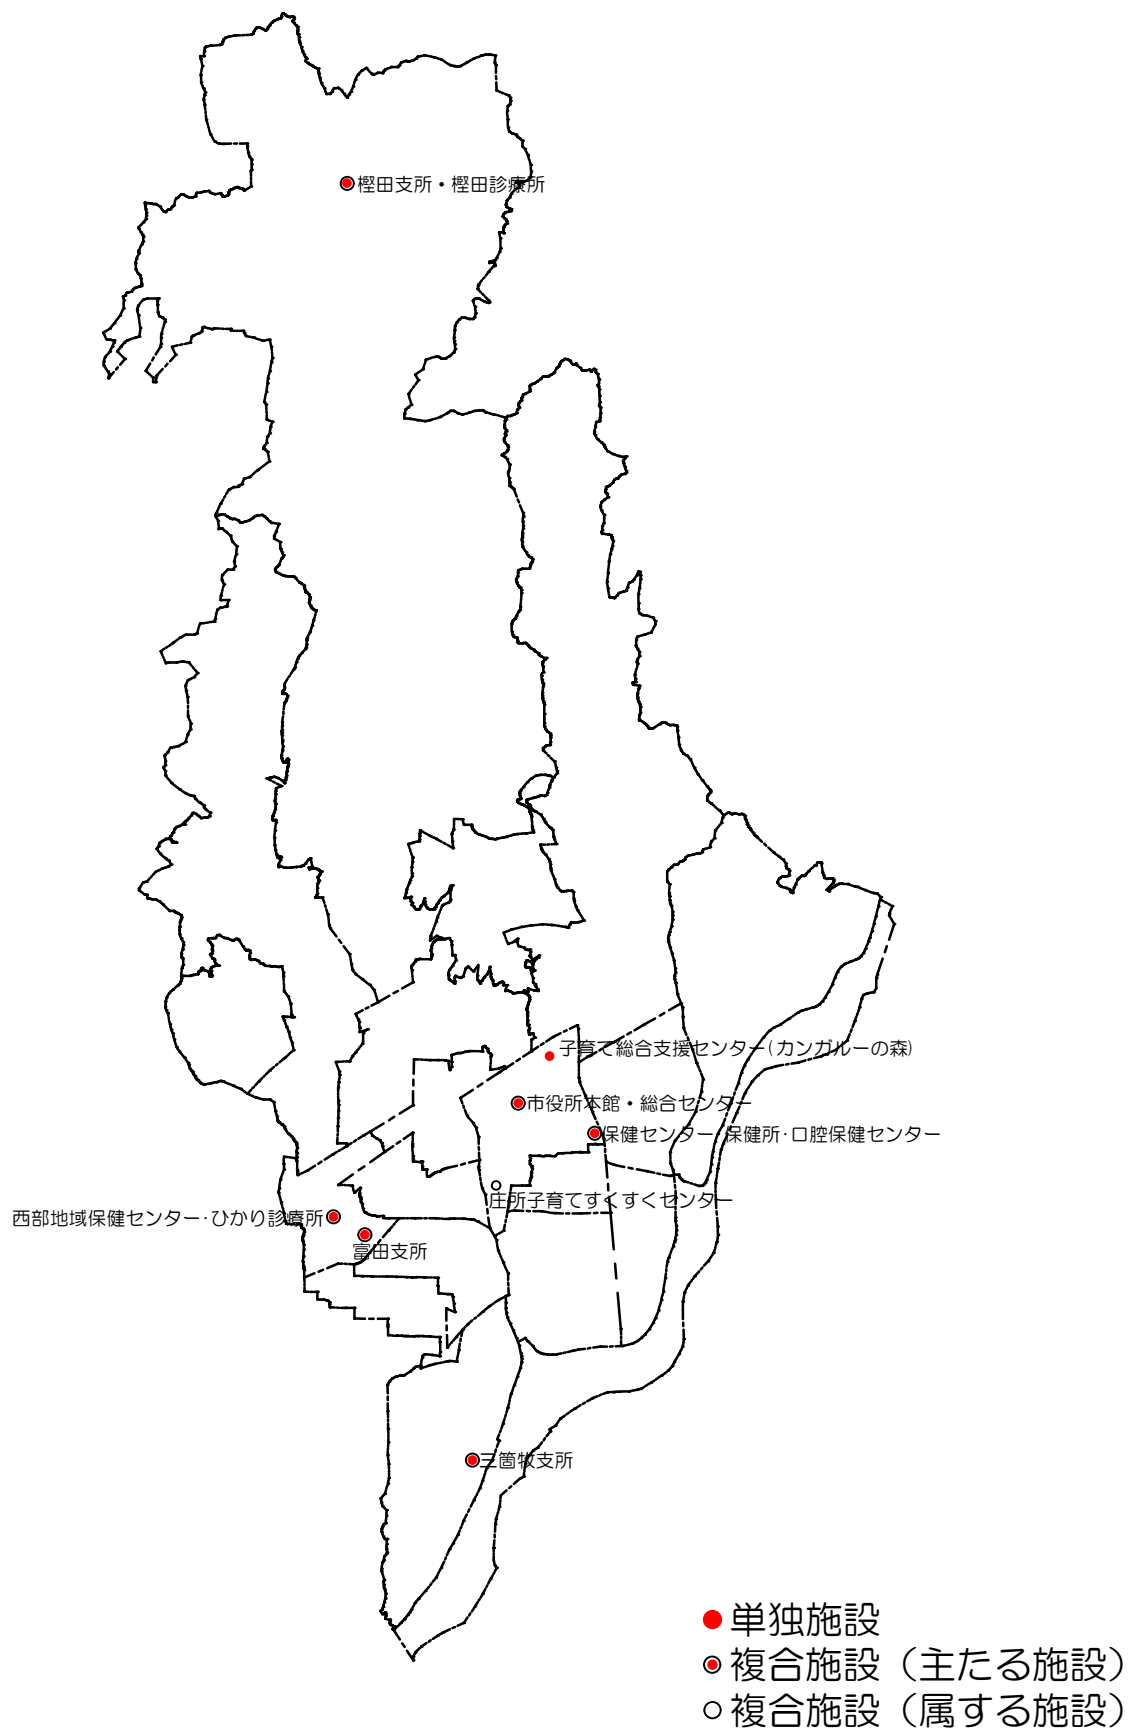 樫田支所・樫田診療所
子育て総合支援センター(カンガルーの森)
市役所本館・総合センター
保健センター･保健所･口腔保健センター
庄所子育てすくすくセンター
西部地域保健センター･ひかり診療所
富田支所
三箇牧支所
単独施設
複合施設（主たる施設）
複合施設（属する施設）